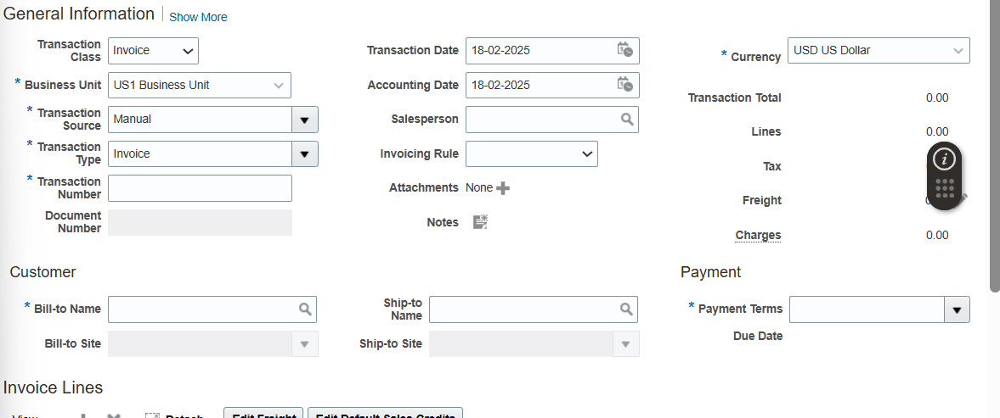 General Information Show More
Transaction Class Invoice Transaction Date 18-02-2025 * Currency USD US Dollar
* Business Unit US1 Business Unit Accounting Date 18-02-2025 Transaction Total 0.00
* Transaction Source Manual Salesperson Lines 0.00
* Transaction Type Invoice Invoicing Rule Tax
* Transaction Number Attachments None Freight
Document Number Notes Charges 0.00
Customer Payment
* Bill-to Name Ship-to Name * Payment Terms
Bill-to Site Ship-to Site Due Date
Invoice Lines
View Detach Edit Freight Edit Default Sales Credits